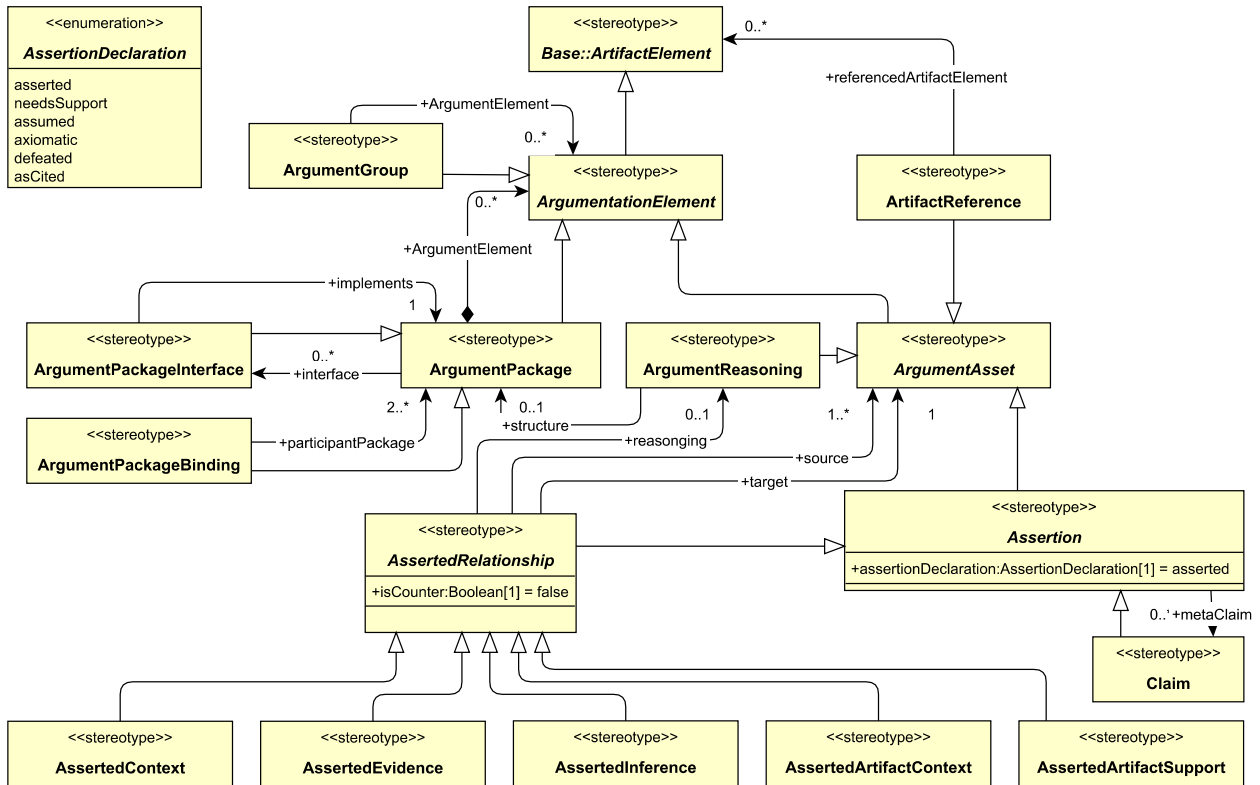 <<enumeration>>
AssertionDeclaration
asserted
needsSupport
assumed
axiomatic
defeated
asCited
<<stereotype>>
Base::ArtifactElement
0..*
+referencedArtifactElement
+ArgumentElement
0..*
<<stereotype>>
ArgumentGroup
<<stereotype>>
ArgumentationElement
<<stereotype>>
ArtifactReference
0..*
+ArgumentElement
+implements
1
<<stereotype>>
ArgumentPackageInterface
0..*
+interface
<<stereotype>>
ArgumentPackage
<<stereotype>>
ArgumentReasoning
<<stereotype>>
ArgumentAsset
2..*
0..1
+structure
0..1
1..*
1
<<stereotype>>
ArgumentPackageBinding
+participantPackage
+reasonging
+source
+target
<<stereotype>>
AssertedRelationship
+isCounter:Boolean[1] = false
<<stereotype>>
Assertion
+assertionDeclaration:AssertionDeclaration[1] = asserted
0..* +metaClaim
<<stereotype>>
Claim
<<stereotype>>
AssertedContext
<<stereotype>>
AssertedEvidence
<<stereotype>>
AssertedInference
<<stereotype>>
AssertedArtifactContext
<<stereotype>>
AssertedArtifactSupport